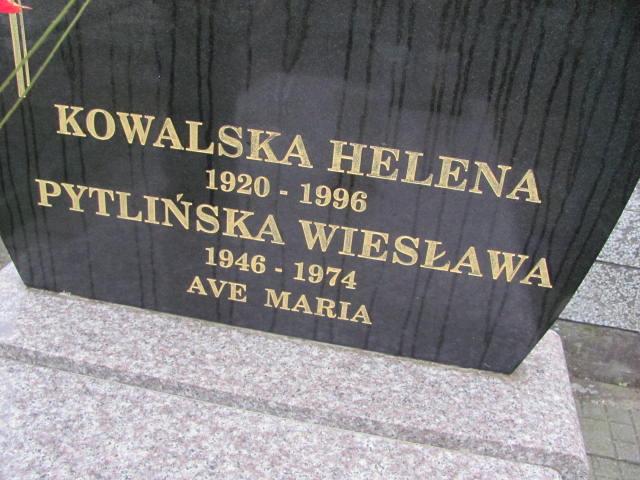 KOWALSKA HELENA
1920 - 1996
PYTLIŃSKA WIESŁAWA
1946 - 1974
AVE MARIA